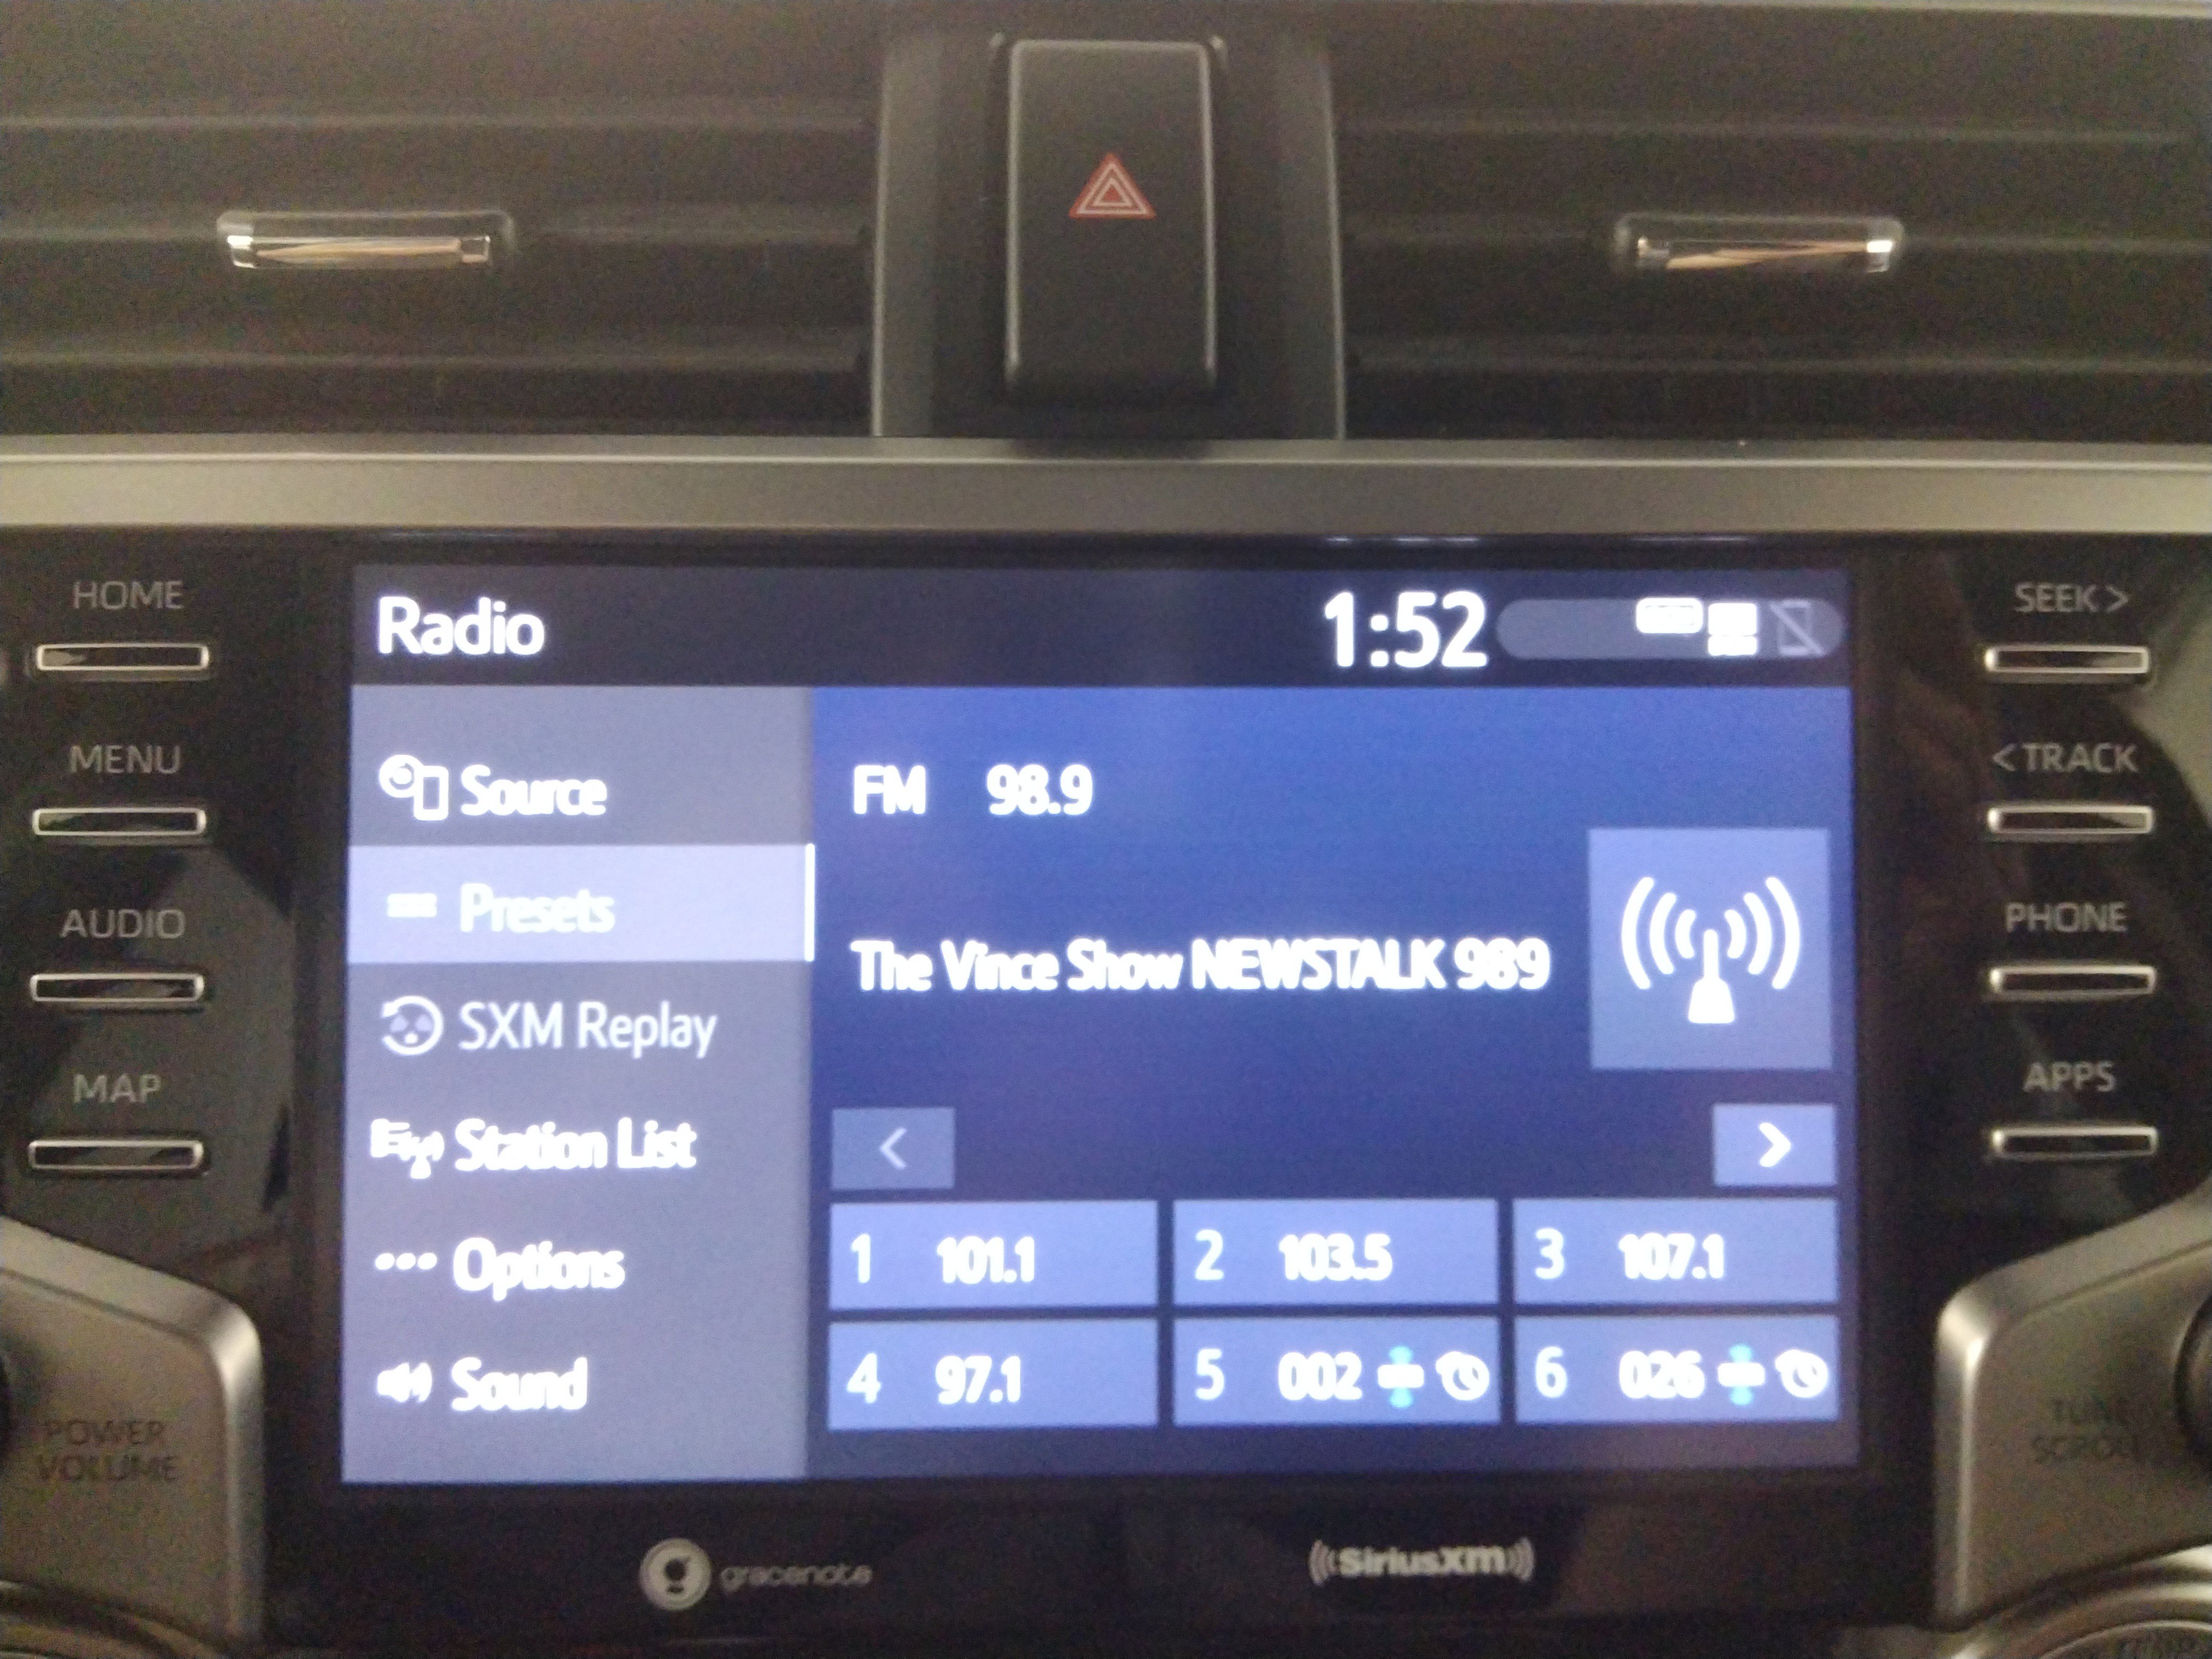 HOME
MENU
AUDIO
MAP
POWER
VOLUME
Radio
1:52
Source
Presets
SXM Replay
Station List
Options
Sound
FM 98.9
The Vince Show NEWSTALK 989
<
>
1 101.1
2 103.5
3 107.1
4 97.1
5 002
6 026
SEEK >
< TRACK
PHONE
APPS
TUNE
SCROLL
gracenote
((SiriusXM))